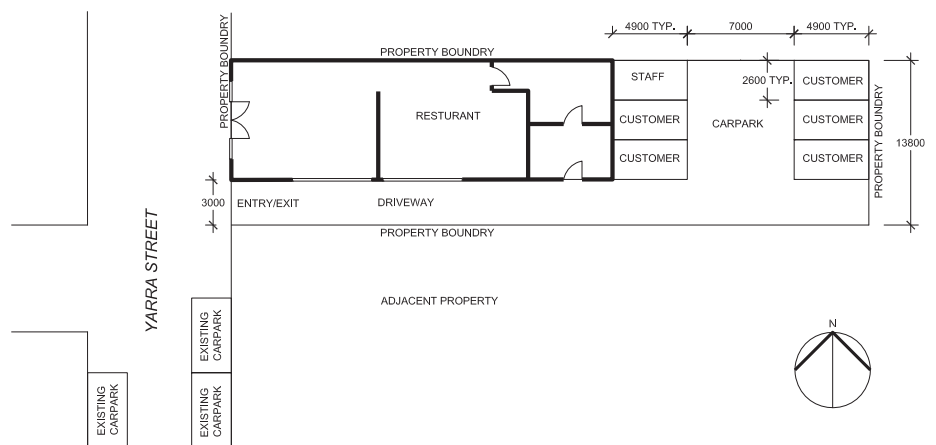 4900 TYP.
7000
4900 TYP.
PROPERTY BOUNDRY
PROPERTY BOUNDRY
STAFF
2600 TYP.
CUSTOMER
RESTURANT
CUSTOMER
CARPARK
CUSTOMER
PROPERTY BOUNDRY
13800
CUSTOMER
CUSTOMER
3000
ENTRY/EXIT
DRIVEWAY
PROPERTY BOUNDRY
YARRA STREET
ADJACENT PROPERTY
N
EXISTING
CARPARK
EXISTING
CARPARK
EXISTING
CARPARK